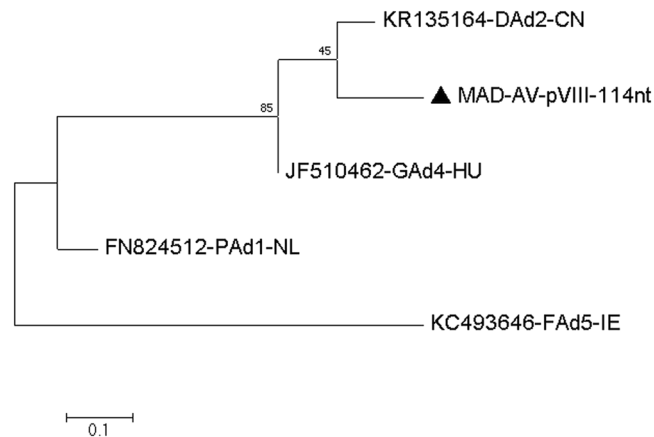 KR135164-DAd2-CN
45
MAD-AV-pVIII-114nt
85
JF510462-GAd4-HU
FN824512-PAd1-NL
KC493646-FAd5-IE
0.1